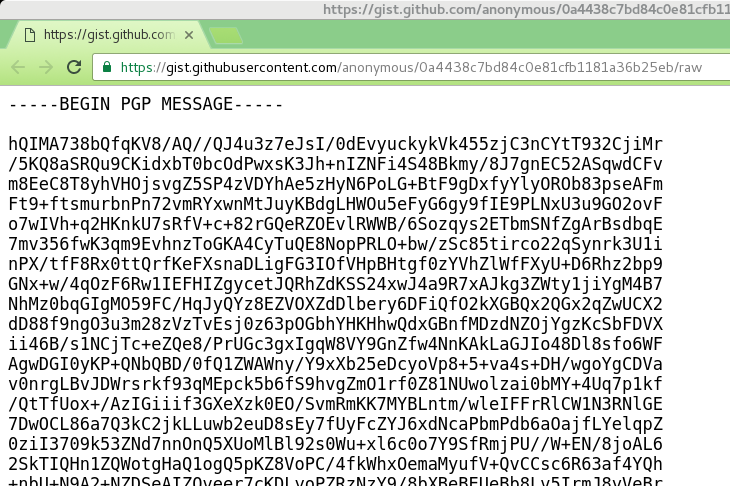 https://gist.github.com/anonymous/0a4438c7bd84c0e81cfb11
https://gist.github.com
https://gist.githubusercontent.com/anonymous/0a4438c7bd84c0e81cfb1181a36b25eb/raw
-----BEGIN PGP MESSAGE-----
hQIMA738bQfqKV8/AQ//QJ4u3z7eJsI/0dEvyuckykVk455zjC3nCYtT932CjiMr
/5KQ8aSRQu9CKidxbT0bcOdPwxsK3Jh+nIZNFi4S48Bkmy/8J7gnEC52ASqwdCFv
m8EeC8T8yhVHOjsvgZ5SP4zVDYhAe5zHyN6PoLG+BtF9gDxfyYlyOROb83pseAFm
Ft9+ftsmurbnPn72vmRYxwnMtJuyKBdgLHWOu5eFyG6gy9fIE9PLNxU3u9GO2ovF
o7wIVh+q2HKnkU7sRfV+c+82rGQeRZOEvlRWWB/6Sozqys2ETbmSNfZgArBsdbqE
7mv356fwK3qm9EvhnzToGKA4CyTuQE8NopPRLO+bw/zSc85tirco22qSynrk3U1i
nPX/tfF8Rx0ttQrfKeFXsnaDLigFG3IOfVHpBHtgf0zYVhZlWfFXyU+D6Rhz2bp9
GNx+w/4qOzF6Rw1IEFHIZgycetJQRhZdKSS24xwJ4a9R7xAJkg3ZWty1jiYgM4B7
NhMz0bqGIgMO59FC/HqJyQYz8EZVOXZdDlbery6DFiQfO2kXGBQx2QGx2qZwUCX2
dD88f9ngO3u3m28zVzTvEsj0z63pOGbhYHKHhwQdxGBnfMDzdNZOjYgzKcSbFDVX
ii46B/s1NCjTc+eZQe8/PrUGc3gxIgqW8VY9GnZfw4NnKAkLaGJIo48Dl8sfo6WF
AgwDGI0yKP+QNbQBD/0fQ1ZWAWny/Y9xXb25eDcyoVp8+5+va4s+DH/wgoYgCDVa
v0nrgLBvJDWrsrkf93qMEpck5b6fS9hvgZmO1rf0Z81NUwolzai0bMY+4Uq7p1kf
/QtTfUox+/AzIGiiif3GXeXzk0EO/SvmRmKK7MYBLntm/wleIFFrRlCW1N3RNlGE
7DwOCL86a7Q3kC2jkLLuwb2euD8sEy7fUyFcZYJ6xdNcaPbmPdb6aOajfLYelqpZ
0ziI3709k53ZNd7nnOnQ5XUoMlBl92s0Wu+xl6c0o7Y9SfRmjPU//W+EN/8joAL6
2SkTIQHn1ZQWotgHaQ1ogQ5pKZ8VoPC/4fkWhxOemaMyufV+QvCCsc6R63af4YQh